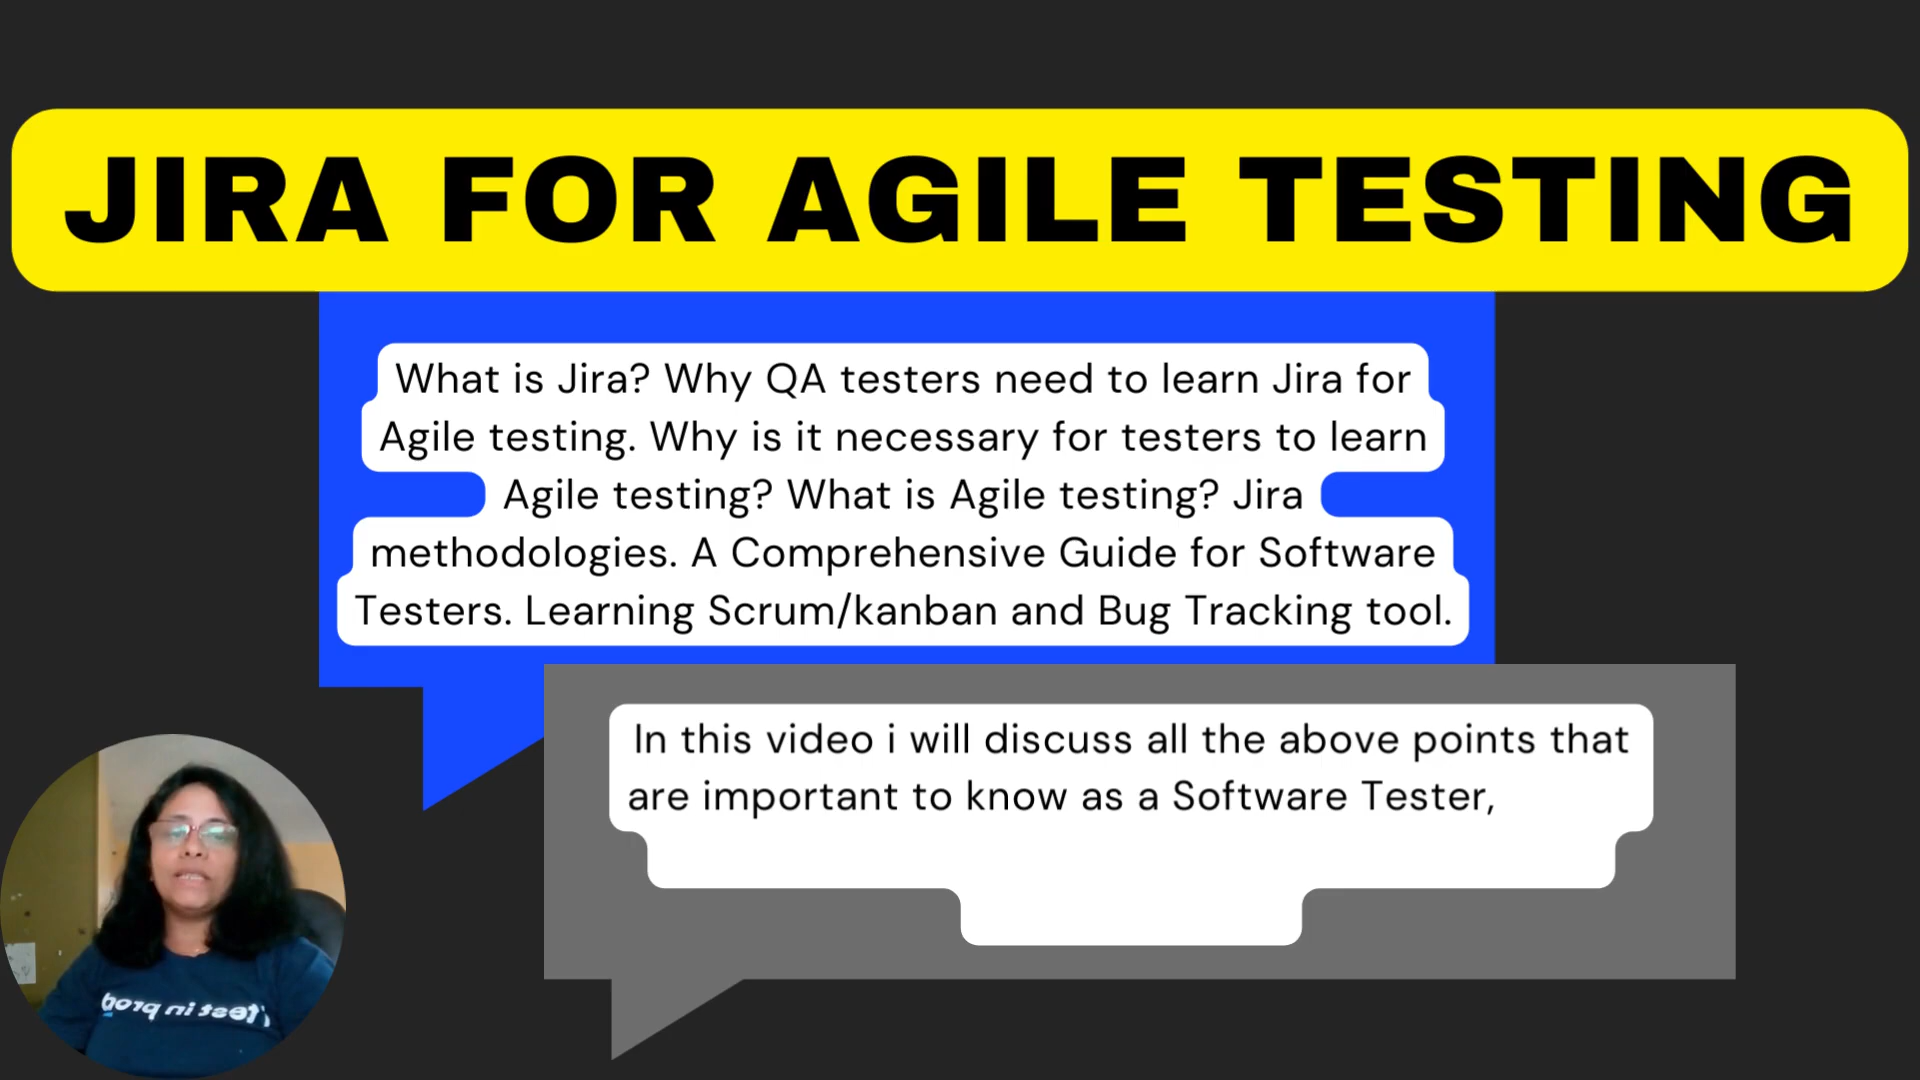 JIRA FOR AGILE TESTING
What is Jira? Why QA testers need to learn Jira for
Agile testing. Why is it necessary for testers to learn
Agile testing? What is Agile testing? Jira
methodologies. A Comprehensive Guide for Software
Testers. Learning Scrum/kanban and Bug Tracking tool.
In this video i will discuss all the above points that
are important to know as a Software Tester,
Test in prod